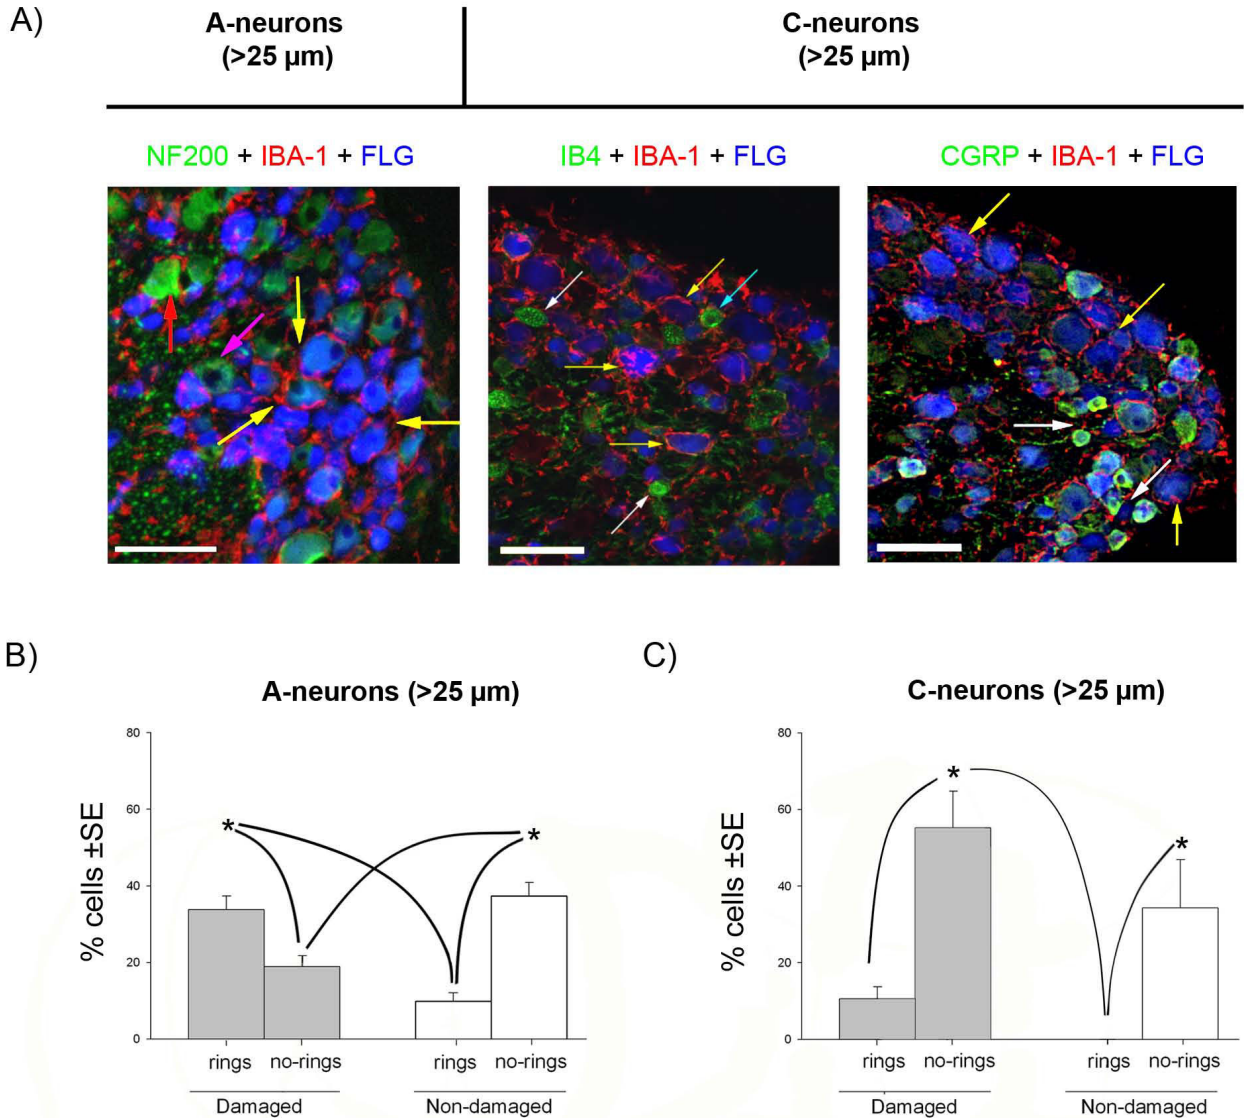 A)
A-neurons
(>25 µm)
C-neurons
(>25 µm)
NF200 + IBA-1 + FLG
IB4 + IBA-1 + FLG
CGRP + IBA-1 + FLG
B)
A-neurons (>25 µm)
% cells ±SE
80
60
40
20
0
*
*
rings
no-rings
rings
no-rings
Damaged
Non-damaged
C)
C-neurons (>25 µm)
% cells ±SE
80
60
40
20
0
*
*
rings
no-rings
rings
no-rings
Damaged
Non-damaged